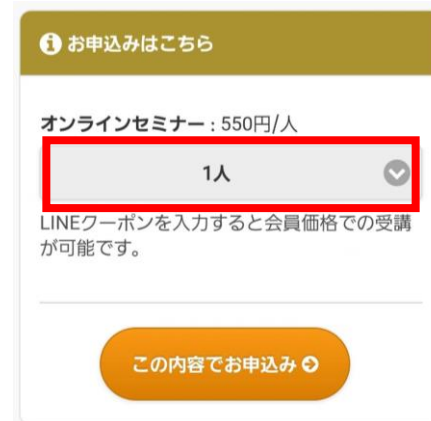 お申込みはこちら
オンラインセミナー : 550円/人
1人
LINEクーポンを入力すると会員価格での受講
が可能です。
この内容でお申込み